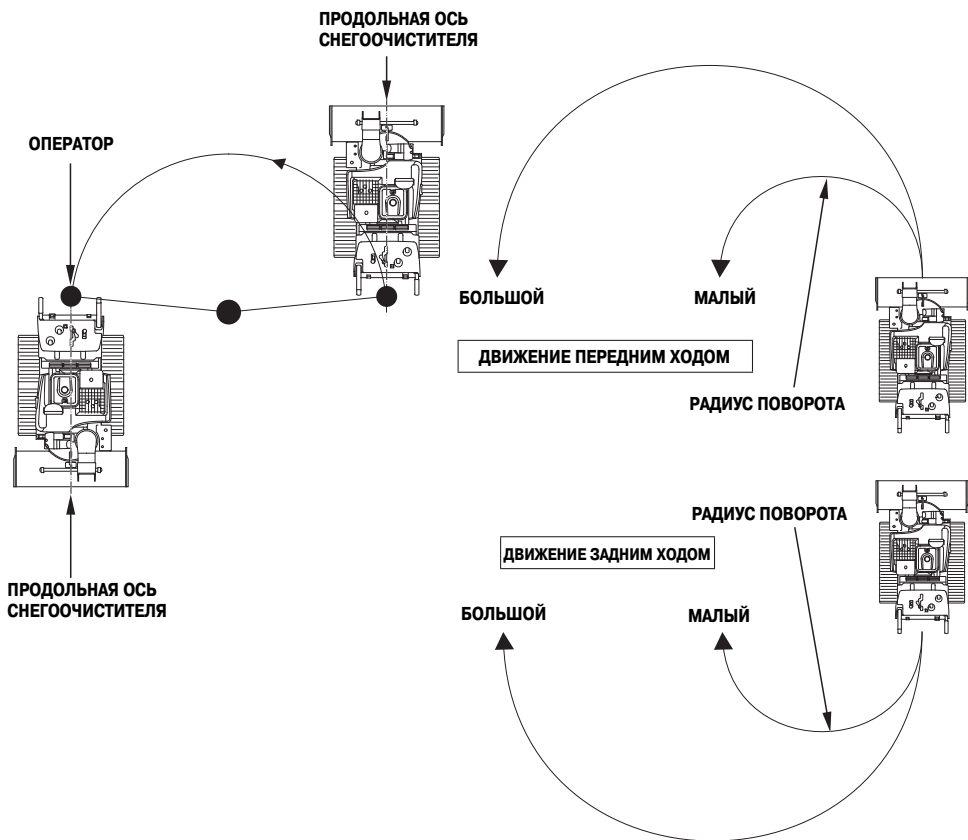 ПРОДОЛЬНАЯ ОСЬ
СНЕГООЧИСТИТЕЛЯ
ОПЕРАТОР
ПРОДОЛЬНАЯ ОСЬ
СНЕГООЧИСТИТЕЛЯ
БОЛЬШОЙ
МАЛЫЙ
ДВИЖЕНИЕ ПЕРЕДНИМ ХОДОМ
РАДИУС ПОВОРОТА
РАДИУС ПОВОРОТА
ДВИЖЕНИЕ ЗАДНИМ ХОДОМ
БОЛЬШОЙ
МАЛЫЙ